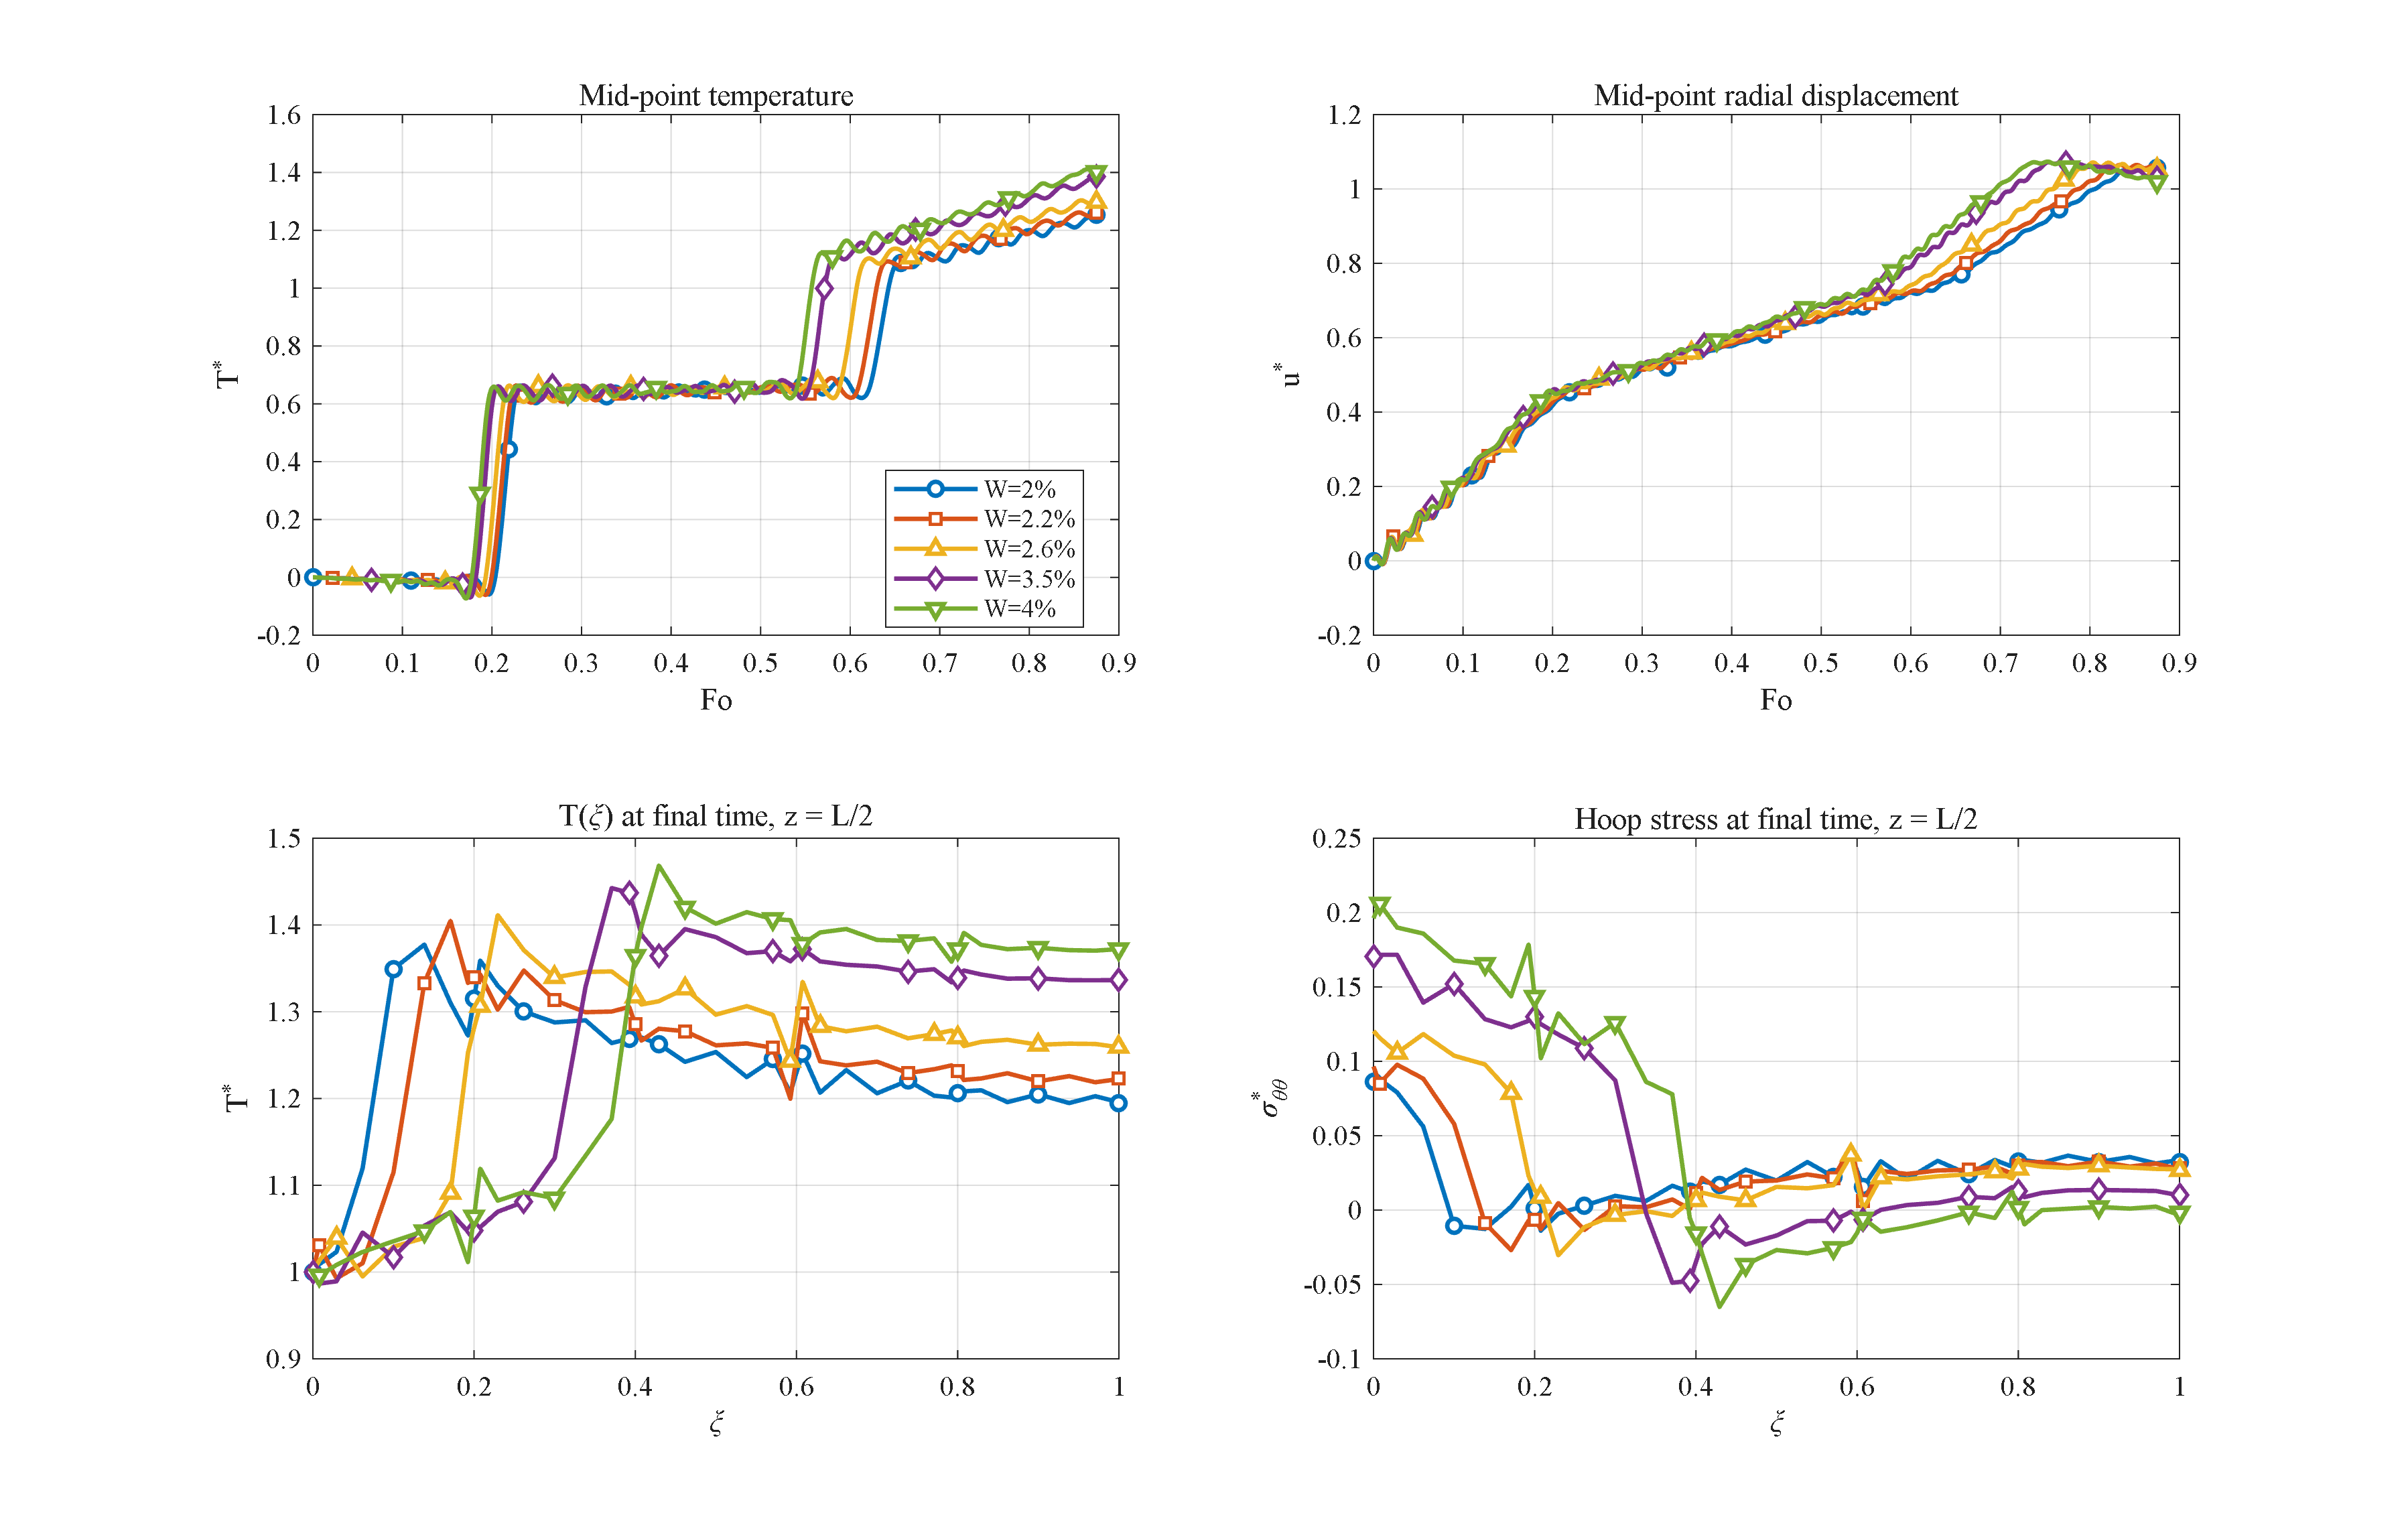 Mid-point temperature
1.6
1.4
1.2
1
0.8
0.6
0.4
0.2
0
-0.2
T*
0 0.1 0.2 0.3 0.4 0.5 0.6 0.7 0.8 0.9
Fo
W=2%
W=2.2%
W=2.6%
W=3.5%
W=4%
Mid-point radial displacement
1.2
1
0.8
0.6
0.4
0.2
0
-0.2
u*
0 0.1 0.2 0.3 0.4 0.5 0.6 0.7 0.8 0.9
Fo
T(ξ) at final time, z = L/2
1.5
1.4
1.3
1.2
1.1
1
0.9
T*
0 0.2 0.4 0.6 0.8 1
ξ
Hoop stress at final time, z = L/2
0.25
0.2
0.15
0.1
0.05
0
-0.05
-0.1
σ*θθ
0 0.2 0.4 0.6 0.8 1
ξ